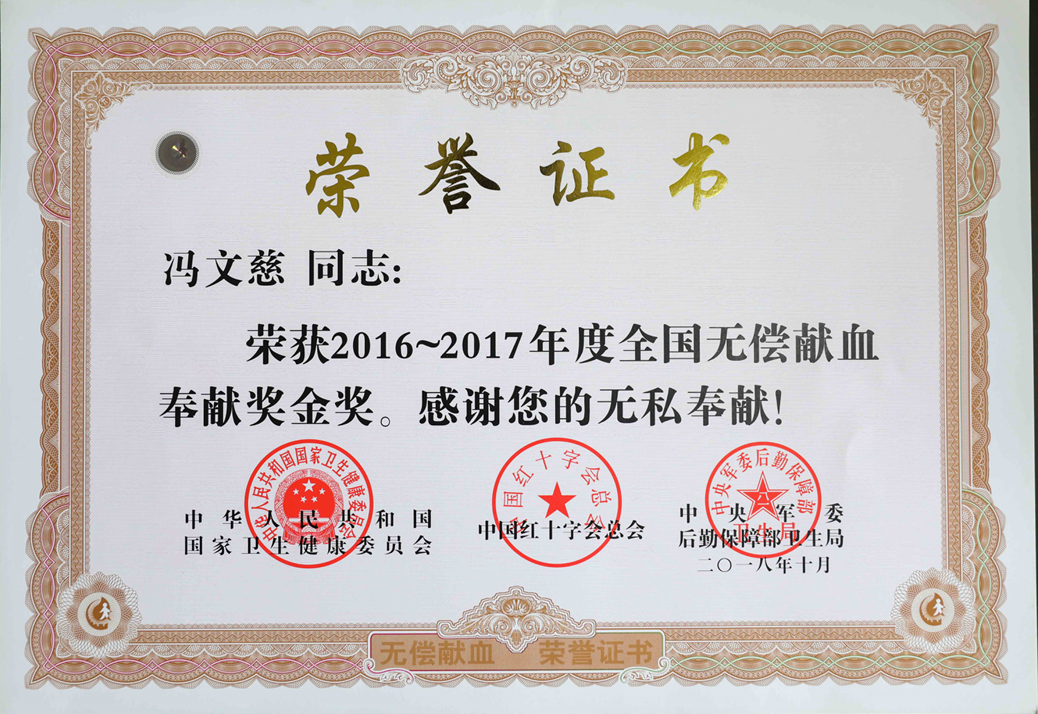 荣誉证书
冯文慈 同志:
荣获2016~2017年度全国无偿献血
奉献奖金奖。感谢您的无私奉献!
中华人民共和国国家卫生健康委员会
中国红十字会总会
中央军委后勤保障部
卫生局
中华人民共和国
国家卫生健康委员会
中国红十字会总会
中央军委
后勤保障部卫生局
二〇一八年十月
无偿献血 荣誉证书